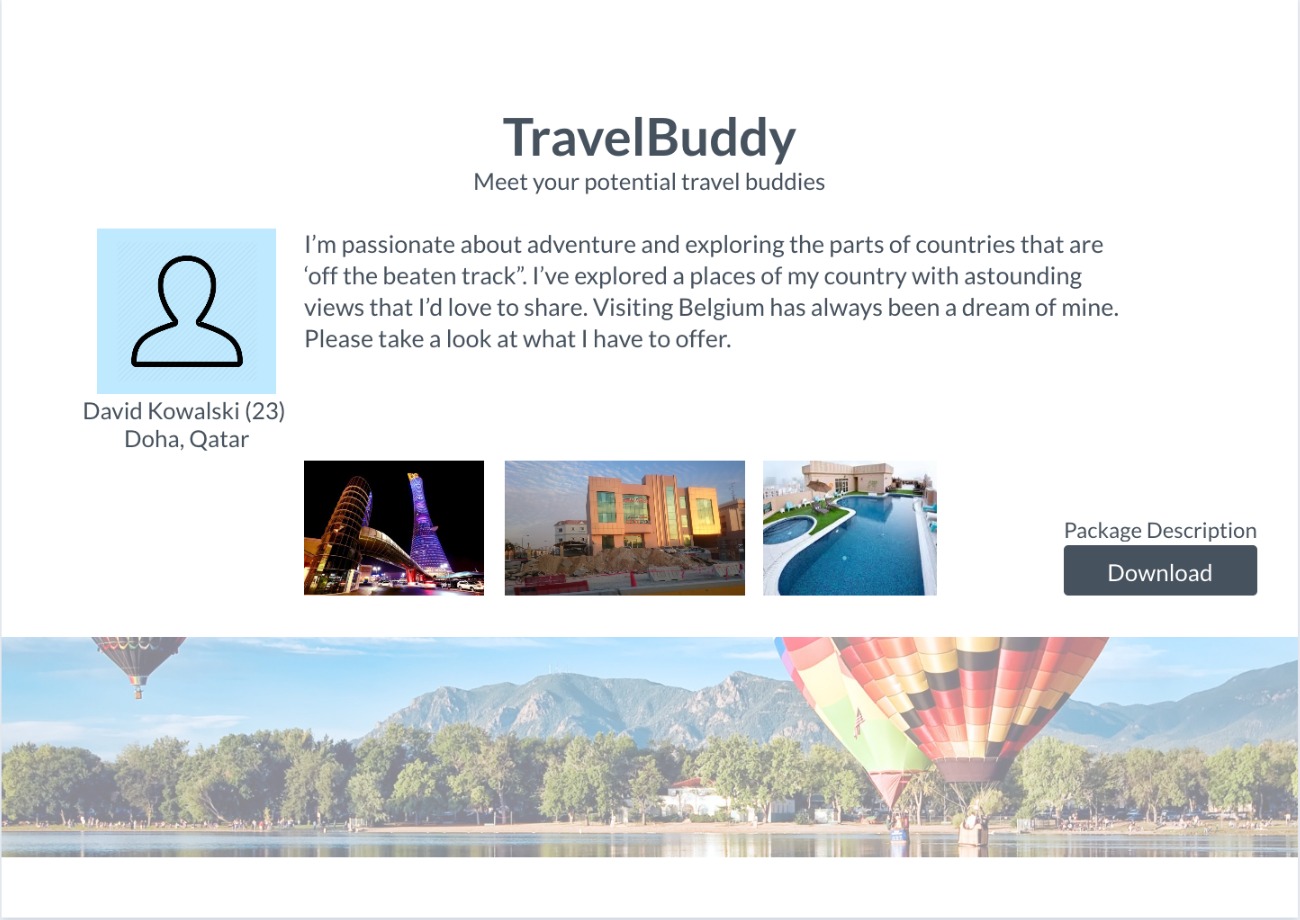 TravelBuddy
Meet your potential travel buddies
I’m passionate about adventure and exploring the parts of countries that are
‘off the beaten track”. I’ve explored a places of my country with astounding
views that I’d love to share. Visiting Belgium has always been a dream of mine.
Please take a look at what I have to offer.
David Kowalski (23)
Doha, Qatar
Package Description
Download